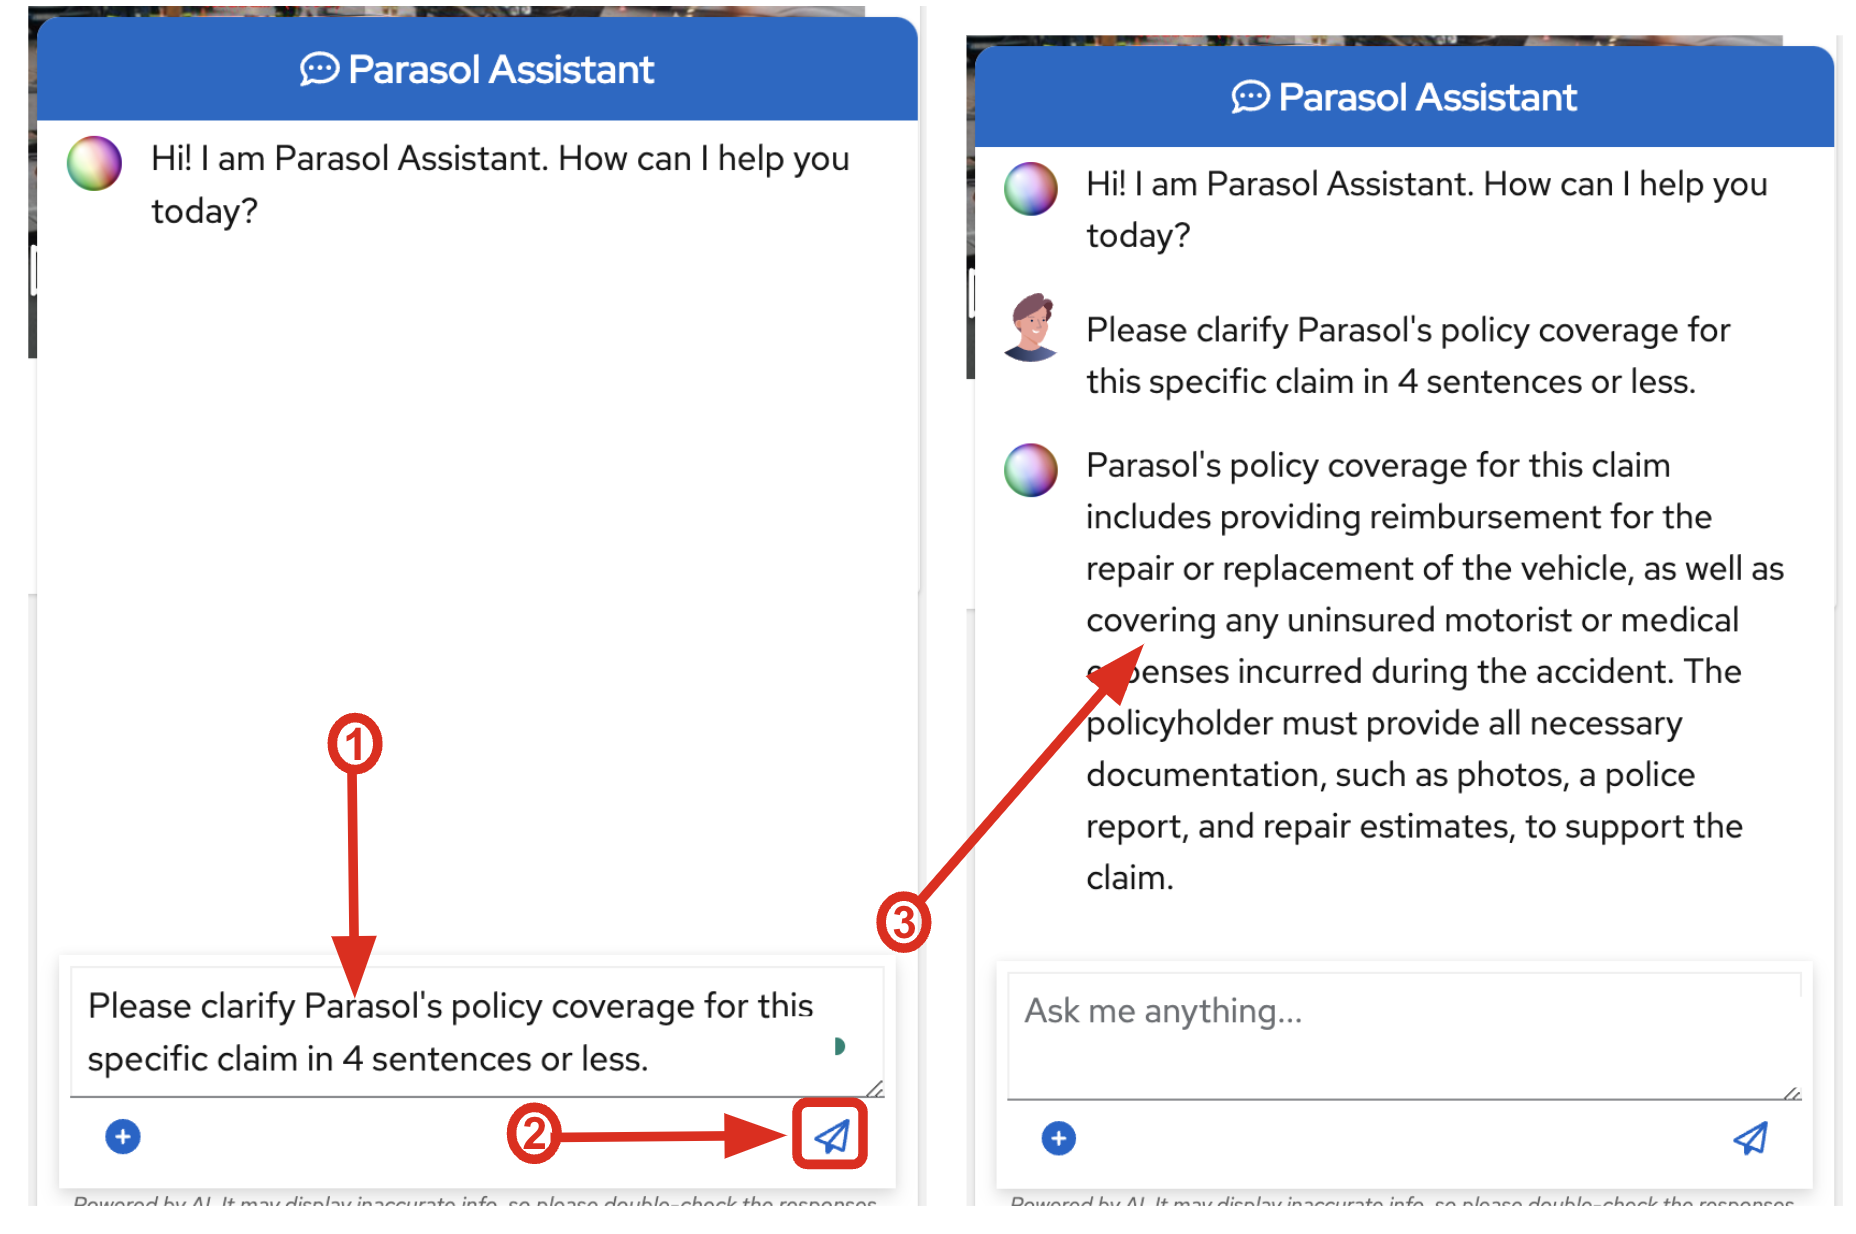 Parasol Assistant
Hi! I am Parasol Assistant. How can I help you
today?
1
Please clarify Parasol's policy coverage for this
specific claim in 4 sentences or less.
2
Powered by AI. It may display inaccurate info, so please double-check the responses
Parasol Assistant
Hi! I am Parasol Assistant. How can I help you
today?
Please clarify Parasol's policy coverage for
this specific claim in 4 sentences or less.
Parasol's policy coverage for this claim
includes providing reimbursement for the
repair or replacement of the vehicle, as well as
covering any uninsured motorist or medical
expenses incurred during the accident. The
policyholder must provide all necessary
documentation, such as photos, a police
report, and repair estimates, to support the
claim.
3
Ask me anything...
Powered by AI. It may display inaccurate info, so please double-check the responses